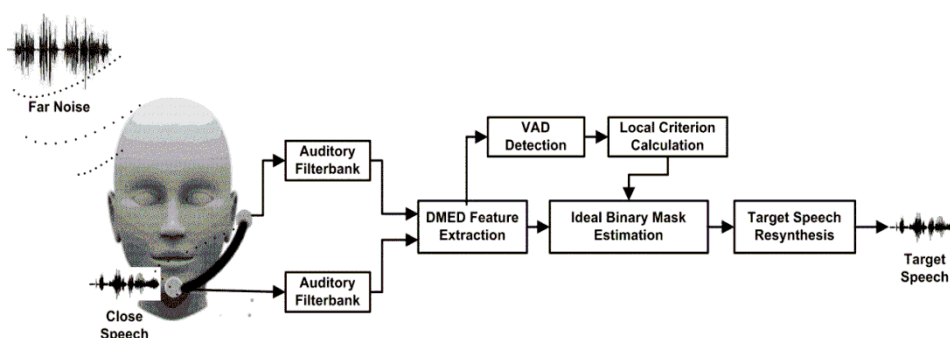 Far Noise
Auditory
Filterbank
VAD
Detection
Local Criterion
Calculation
DMED Feature
Extraction
Ideal Binary Mask
Estimation
Target Speech
Resynthesis
Target
Speech
Auditory
Filterbank
Close
Speech